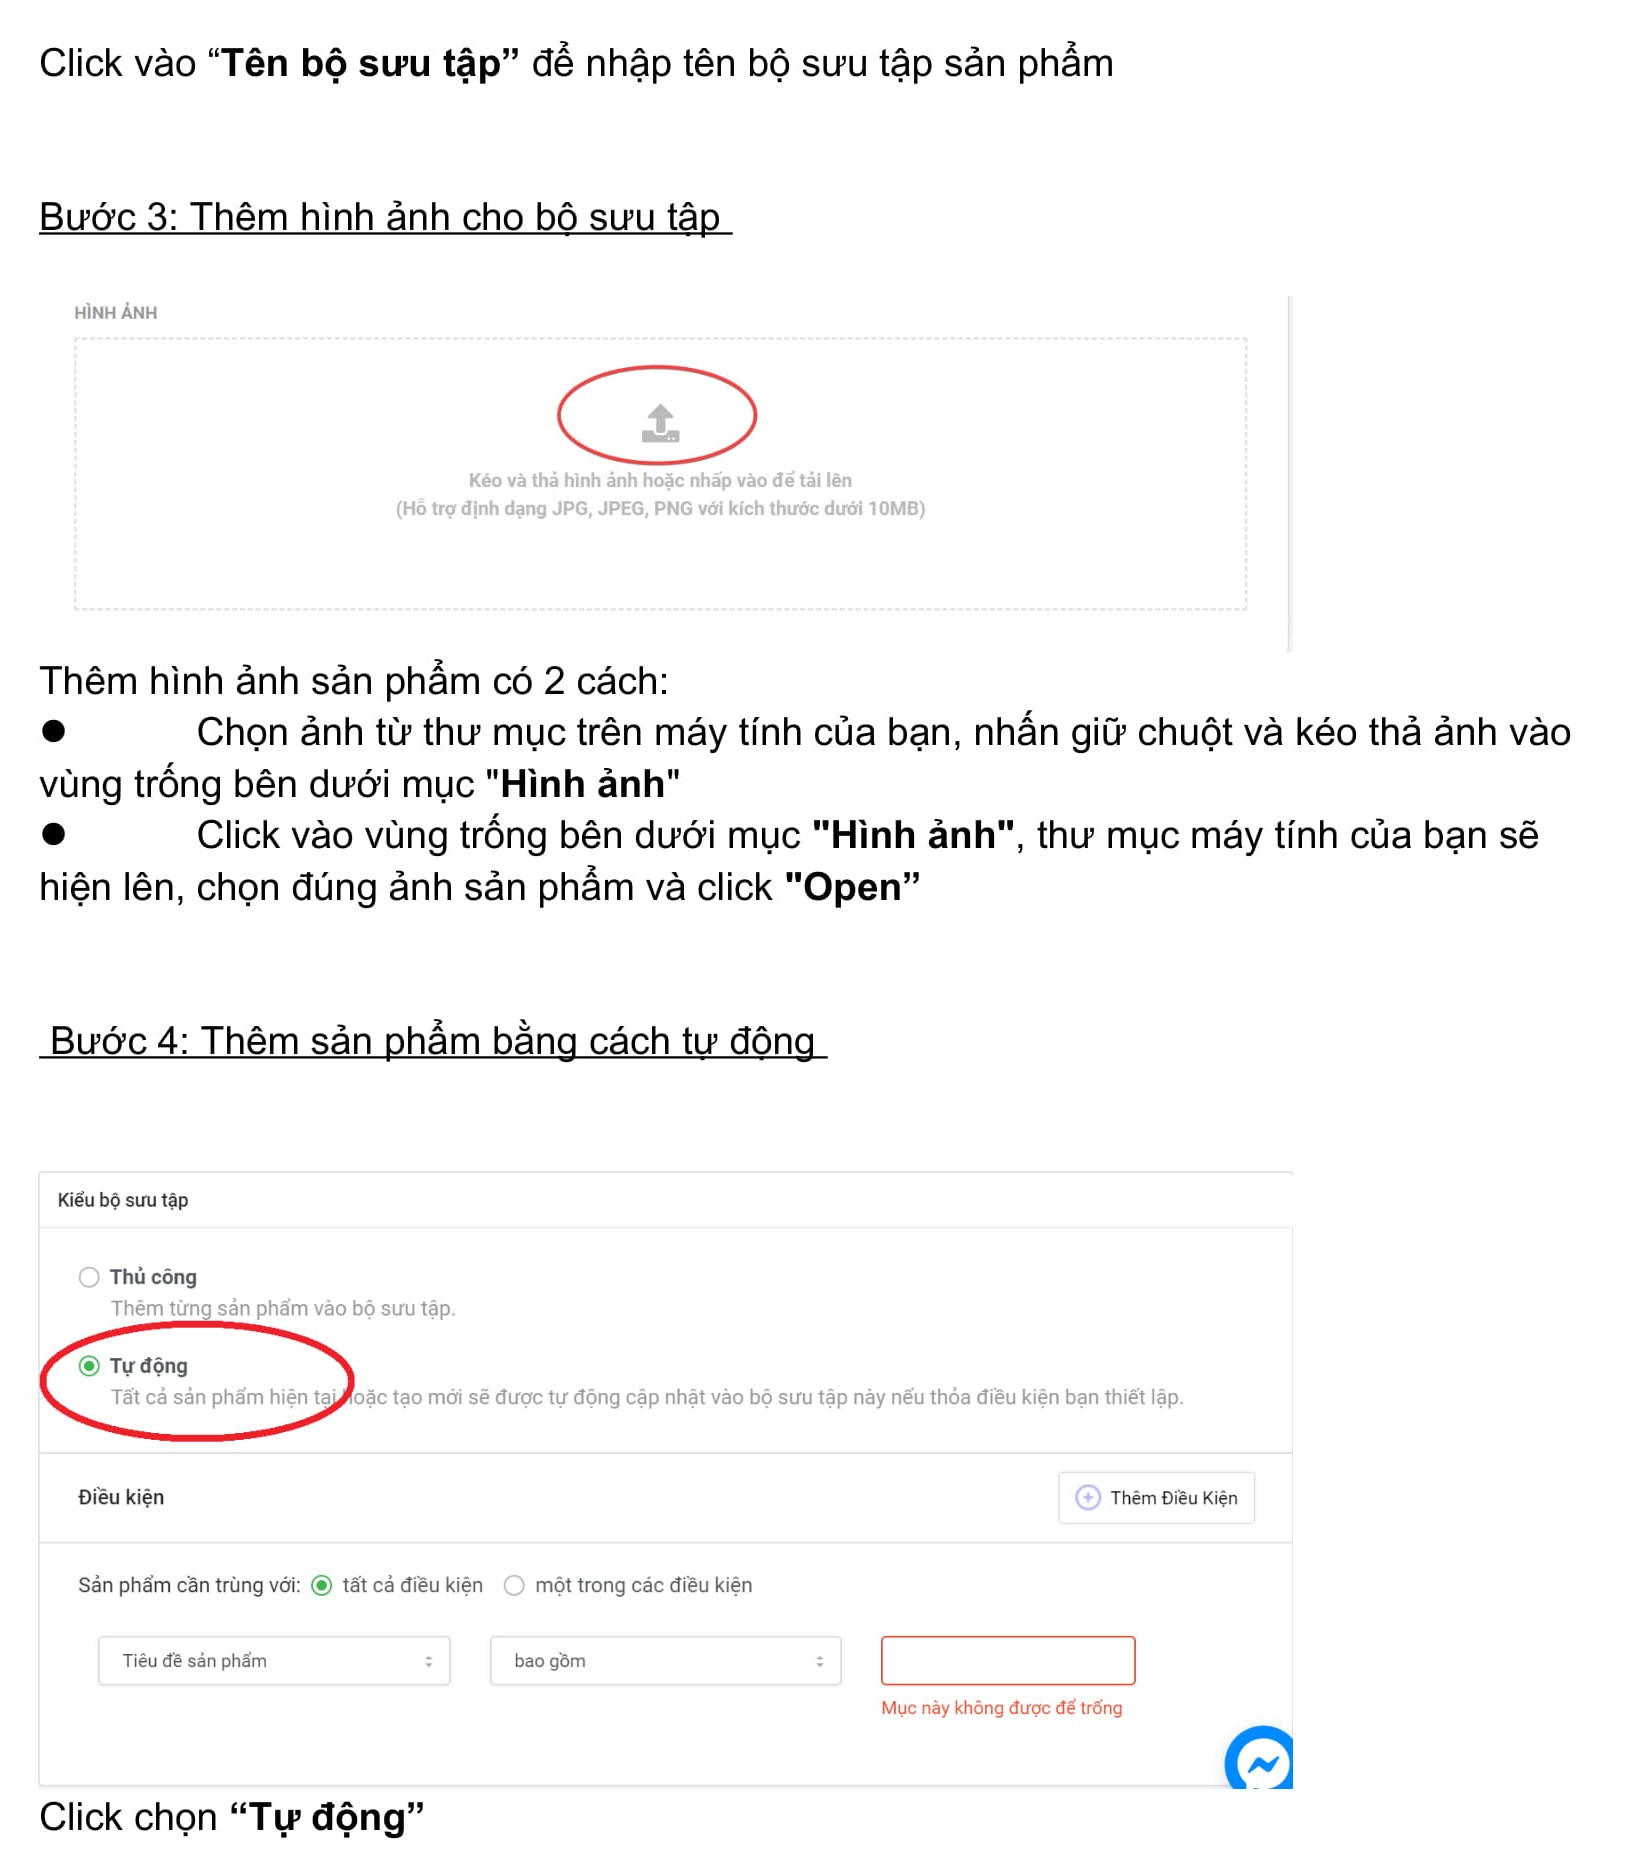 Click vào “Tên bộ sưu tập” để nhập tên bộ sưu tập sản phẩm
Bước 3: Thêm hình ảnh cho bộ sưu tập
HÌNH ẢNH
Kéo và thả hình ảnh hoặc nhấp vào để tải lên
(Hỗ trợ định dạng JPG, JPEG, PNG với kích thước dưới 10MB)
Thêm hình ảnh sản phẩm có 2 cách:
● Chọn ảnh từ thư mục trên máy tính của bạn, nhấn giữ chuột và kéo thả ảnh vào
vùng trống bên dưới mục "Hình ảnh"
● Click vào vùng trống bên dưới mục "Hình ảnh", thư mục máy tính của bạn sẽ
hiện lên, chọn đúng ảnh sản phẩm và click "Open”
Bước 4: Thêm sản phẩm bằng cách tự động
Kiểu bộ sưu tập
Thủ công
Thêm từng sản phẩm vào bộ sưu tập.
Tự động
Tất cả sản phẩm hiện tại hoặc tạo mới sẽ được tự động cập nhật vào bộ sưu tập này nếu thỏa điều kiện bạn thiết lập.
Điều kiện
Thêm Điều Kiện
Sản phẩm cần trùng với: tất cả điều kiện một trong các điều kiện
Tiêu đề sản phẩm bao gồm
Mục này không được để trống
Click chọn “Tự động”